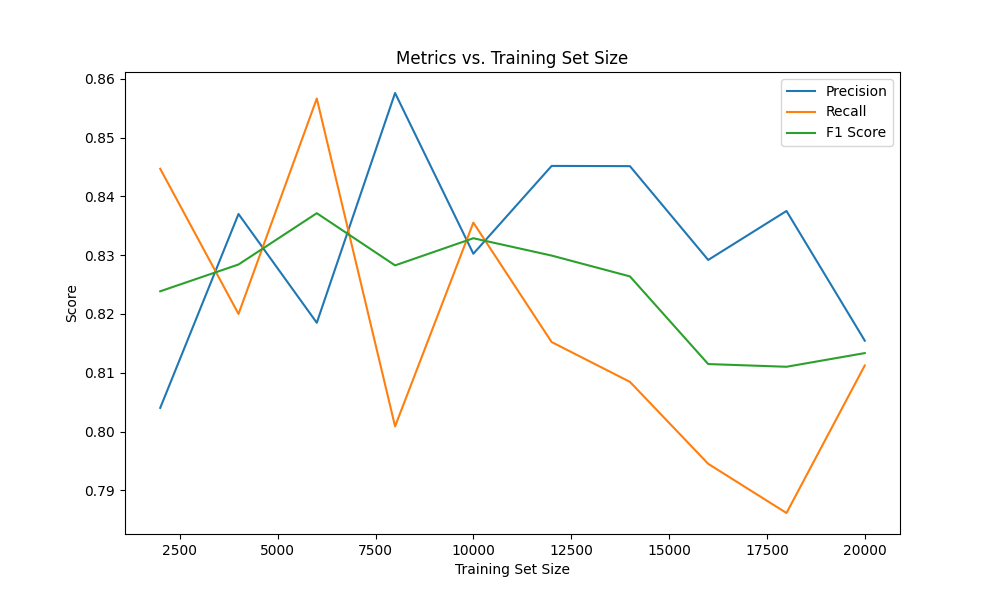 Metrics vs. Training Set Size
Precision
Recall
F1 Score
0.86
0.85
0.84
0.83
0.82
0.81
0.80
0.79
Score
2500 5000 7500 10000 12500 15000 17500 20000
Training Set Size